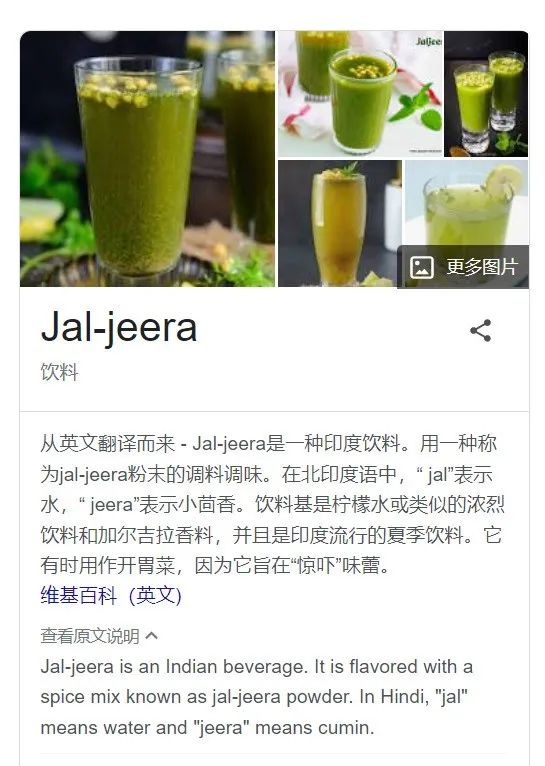 Jaljee
更多图片
Jal-jeera
饮料
从英文翻译而来 - Jal-jeera是一种印度饮料。用一种称
为jal-jeera粉末的调料调味。在北印度语中，“ jal”表示
水，“ jeera”表示小茴香。饮料基是柠檬水或类似的浓烈
饮料和加尔吉拉香料，并且是印度流行的夏季饮料。它
有时用作开胃菜，因为它旨在“惊吓”味蕾。
维基百科（英文）
查看原文说明
Jal-jeera is an Indian beverage. It is flavored with a
spice mix known as jal-jeera powder. In Hindi, "jal"
means water and "jeera" means cumin.